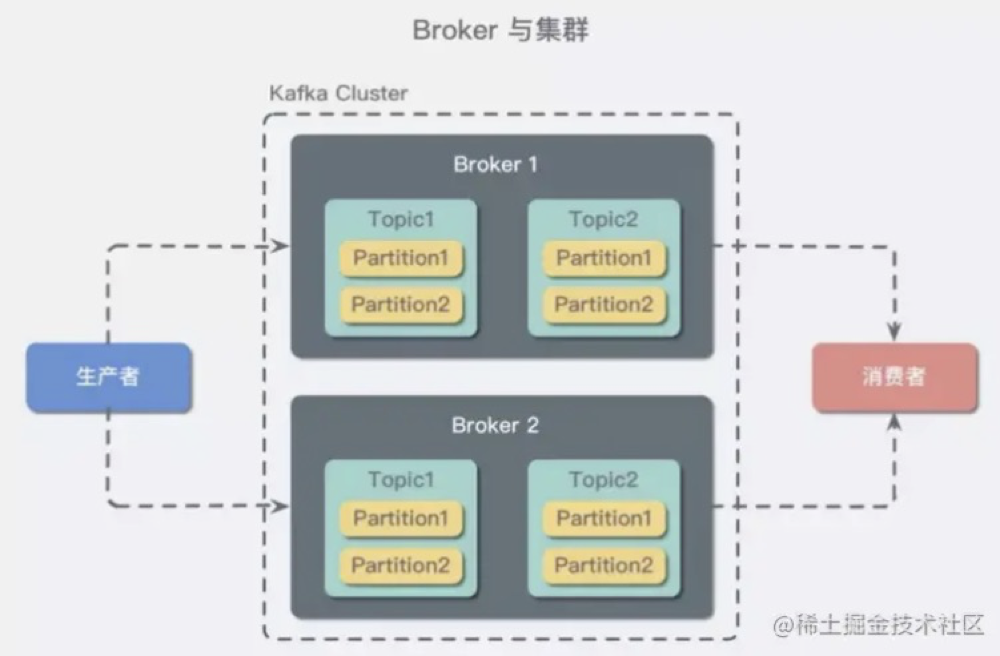 Broker 与集群
Kafka Cluster
Broker 1
Topic1
Topic2
Partition1
Partition1
Partition2
Partition2
生产者
消费者
Broker 2
Topic1
Topic2
Partition1
Partition1
Partition2
Partition2
@稀土掘金技术社区